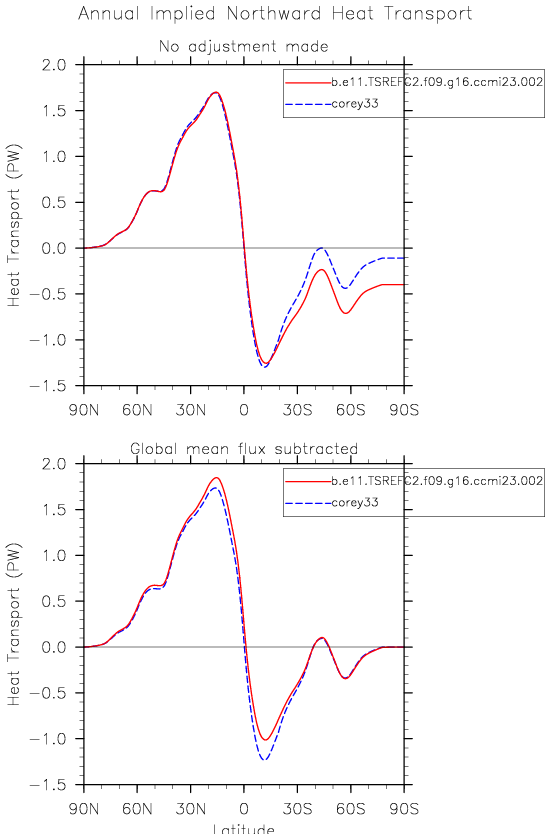 Annual Implied Northward Heat Transport
No adjustment made
2.0
1.5
1.0
0.5
0.0
−0.5
−1.0
−1.5
Heat Transport (PW)
b.e11.TSREFC2.f09.g16.ccmi23.002
corey33
90N 60N 30N 0 30S 60S 90S
Global mean flux subtracted
2.0
1.5
1.0
0.5
0.0
−0.5
−1.0
−1.5
Heat Transport (PW)
b.e11.TSREFC2.f09.g16.ccmi23.002
corey33
90N 60N 30N 0 30S 60S 90S
Latitude